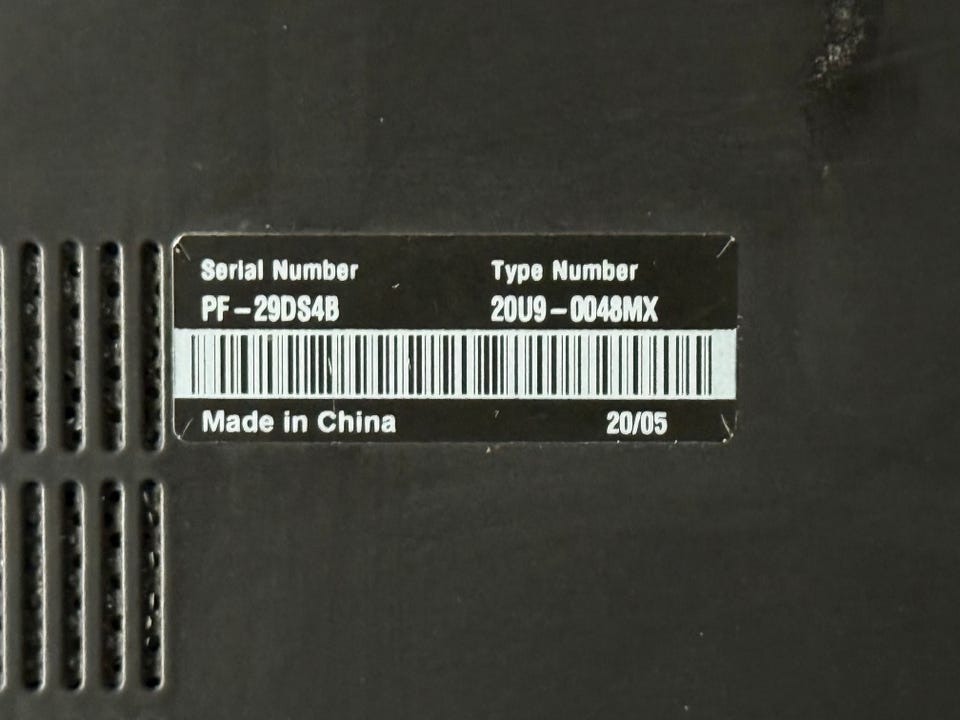 Serial Number Type Number
PF-29DS4B 20U9-0048MX
Made in China 20/05